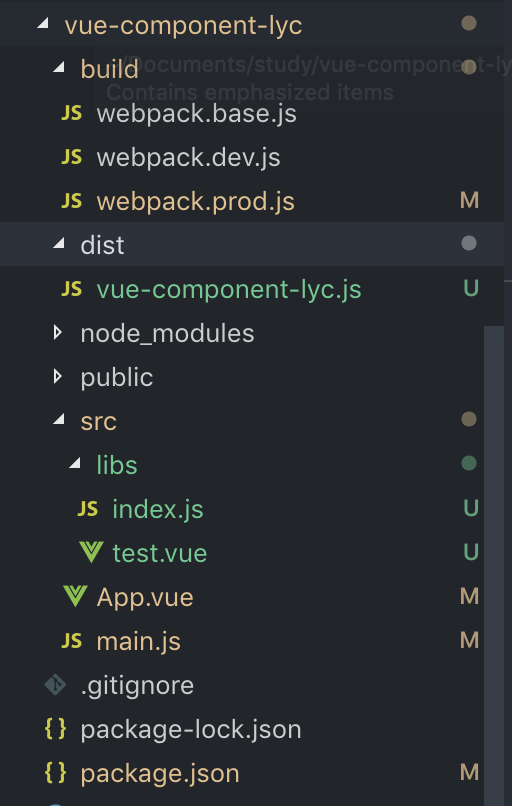 vue-component-lyc
build
~/Documents/study/vue-component-ly
Contains emphasized items
JS webpack.base.js
JS webpack.dev.js
JS webpack.prod.js M
dist
JS vue-component-lyc.js U
node_modules
public
src
libs
JS index.js U
test.vue U
App.vue M
JS main.js M
.gitignore
{} package-lock.json
{} package.json M